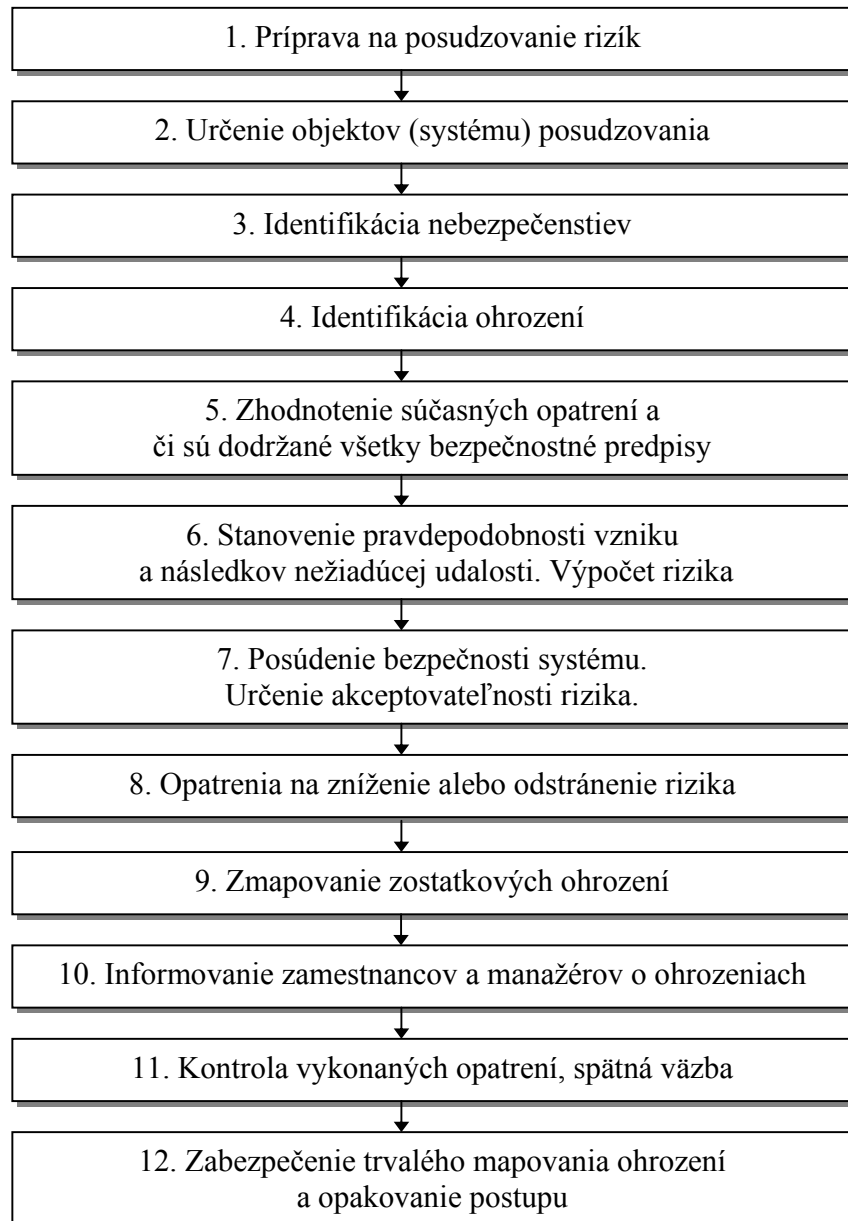 1. Príprava na posudzovanie rizík
2. Určenie objektov (systému) posudzovania
3. Identifikácia nebezpečenstiev
4. Identifikácia ohrození
5. Zhodnotenie súčasných opatrení a
či sú dodržané všetky bezpečnostné predpisy
6. Stanovenie pravdepodobnosti vzniku
a následkov nežiadúcej udalosti. Výpočet rizika
7. Posúdenie bezpečnosti systému.
Určenie akceptovateľnosti rizika.
8. Opatrenia na zníženie alebo odstránenie rizika
9. Zmapovanie zostatkových ohrození
10. Informovanie zamestnancov a manažérov o ohrozeniach
11. Kontrola vykonaných opatrení, spätná väzba
12. Zabezpečenie trvalého mapovania ohrození
a opakovanie postupu